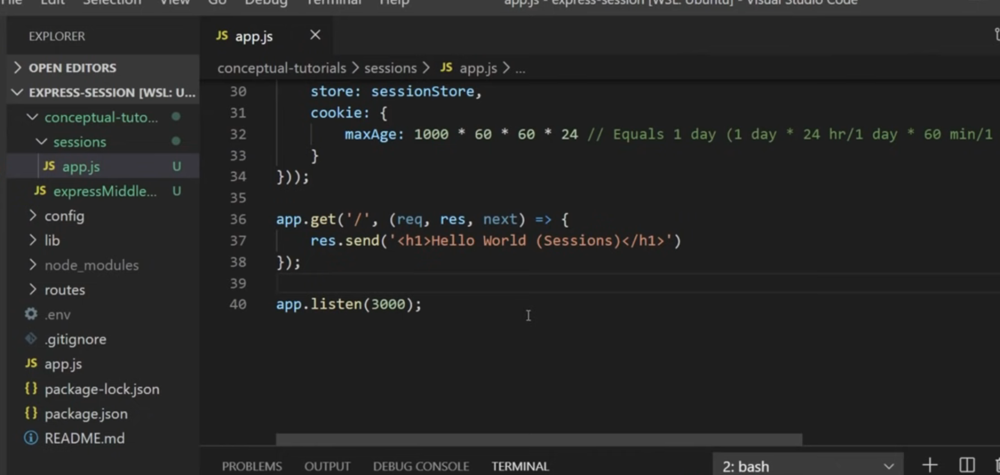 File Edit Selection View Go Debug Terminal Help app.js - express-session [WSL: Ubuntu] - Visual Studio Code
EXPLORER
OPEN EDITORS
EXPRESS-SESSION [WSL: U...
conceptual-tuto...
sessions
JS app.js U
JS expressMiddle... U
config
lib
node_modules
routes
.env
.gitignore
JS app.js
{} package-lock.json
{} package.json
README.md
JS app.js
conceptual-tutorials > sessions > JS app.js > ...
30 store: sessionStore,
31 cookie: {
32 maxAge: 1000 * 60 * 60 * 24 // Equals 1 day (1 day * 24 hr/1 day * 60 min/1
33 }
34 }));
35
36 app.get('/', (req, res, next) => {
37 res.send('<h1>Hello World (Sessions)</h1>')
38 });
39
40 app.listen(3000);
PROBLEMS OUTPUT DEBUG CONSOLE TERMINAL 2: bash